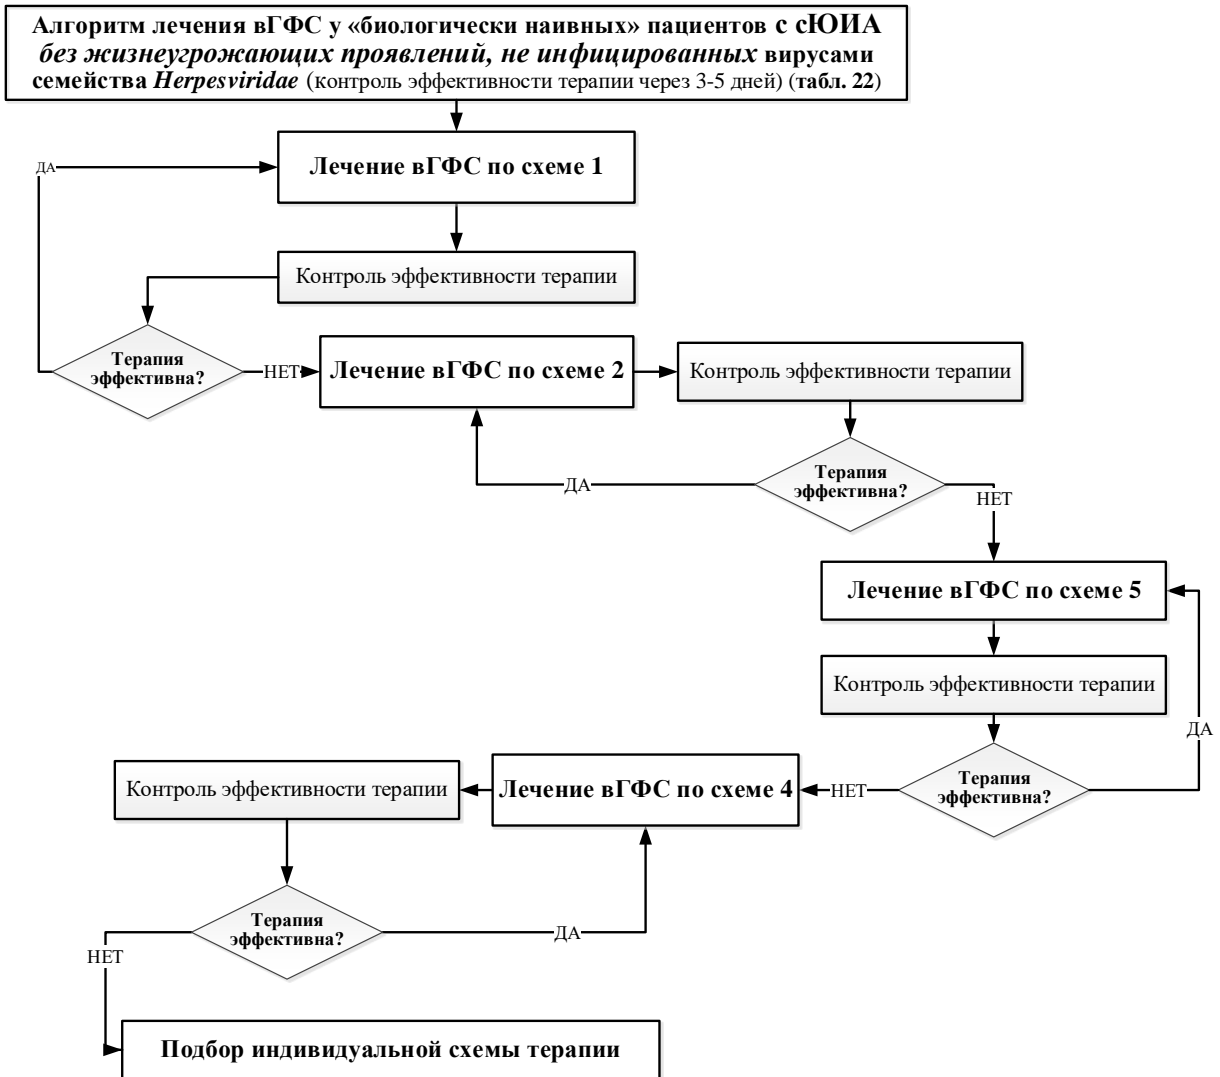 Алгоритм лечения вГФС у «биологически наивных» пациентов с сЮИА
без жизнеугрожающих проявлений, не инфицированных вирусами
семейства Herpesviridae (контроль эффективности терапии через 3-5 дней) (табл. 22)
Лечение вГФС по схеме 1
ДА
Контроль эффективности терапии
Терапия
эффективна?
НЕТ
Лечение вГФС по схеме 2
Контроль эффективности терапии
Терапия
эффективна?
ДА
НЕТ
Лечение вГФС по схеме 5
Контроль эффективности терапии
ДА
Терапия
эффективна?
НЕТ
Лечение вГФС по схеме 4
Контроль эффективности терапии
Терапия
эффективна?
ДА
НЕТ
Подбор индивидуальной схемы терапии